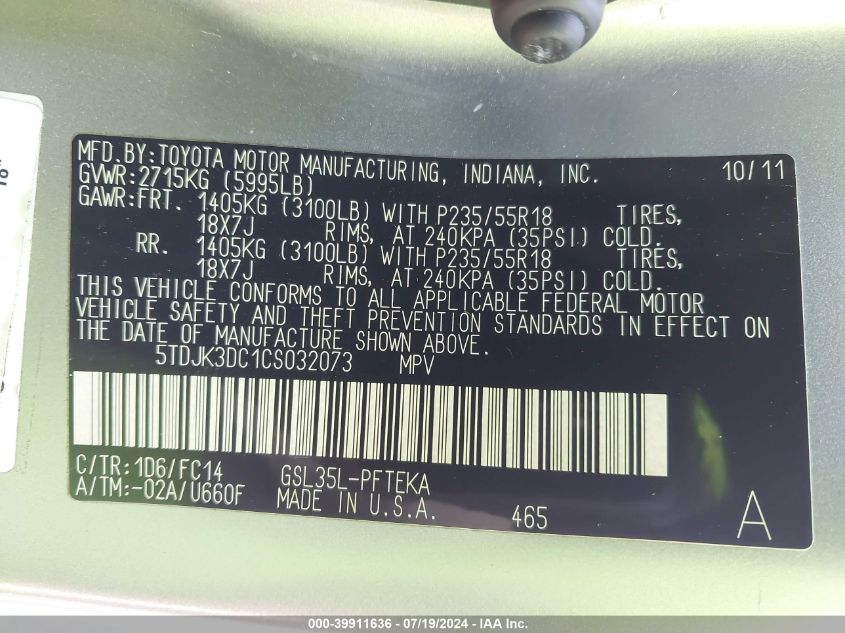 MFD.BY:TOYOTA MOTOR MANUFACTURING, INDIANA, INC. 10/11
GVWR:2715KG (5995LB)
GAWR:FRT. 1405KG (3100LB) WITH P235/55R18 TIRES,
18X7J RIMS, AT 240KPA (35PSI) COLD.
RR. 1405KG (3100LB) WITH P235/55R18 TIRES,
18X7J RIMS, AT 240KPA (35PSI) COLD.
THIS VEHICLE CONFORMS TO ALL APPLICABLE FEDERAL MOTOR
VEHICLE SAFETY AND THEFT PREVENTION STANDARDS IN EFFECT ON
THE DATE OF MANUFACTURE SHOWN ABOVE.
5TDJK3DC1CS032073 MPV
C/TR:1D6/FC14 GSL35L-PFTEKA
A/TM:-02A/U660F MADE IN U.S.A. 465 A
000-39911636 - 07/19/2024 - IAA Inc.